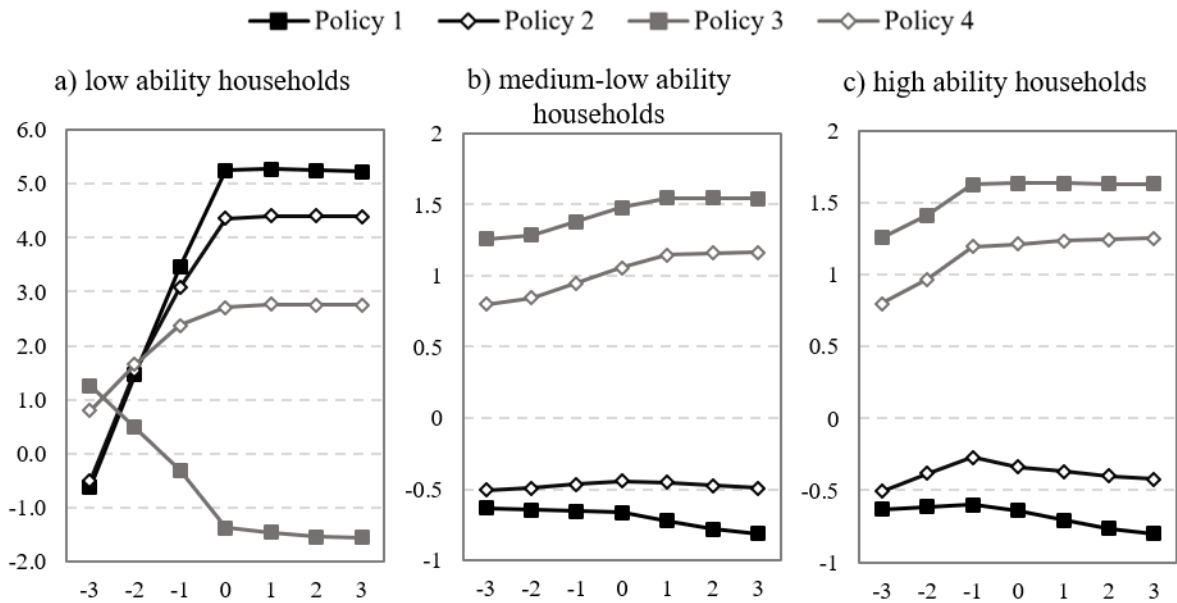 Policy 1 Policy 2 Policy 3 Policy 4
a) low ability households
b) medium-low ability
households
c) high ability households
6.0
5.0
4.0
3.0
2.0
1.0
0.0
-1.0
-2.0
-3 -2 -1 0 1 2 3
2
1.5
1
0.5
0
-0.5
-1
-3 -2 -1 0 1 2 3
2
1.5
1
0.5
0
-0.5
-1
-3 -2 -1 0 1 2 3